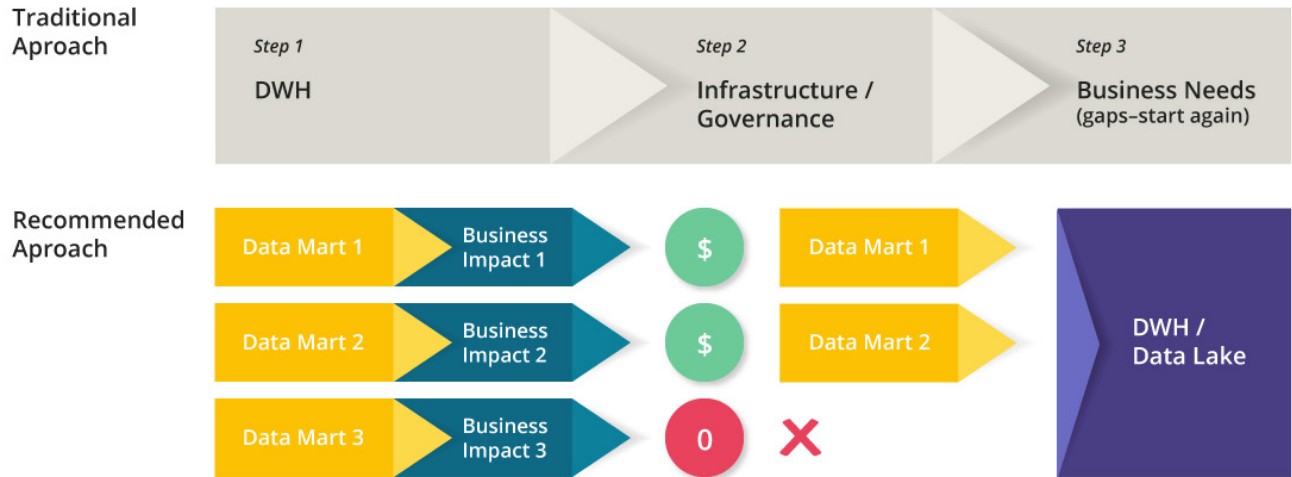 Traditional
Aproach
Step 1
DWH
Step 2
Infrastructure /
Governance
Step 3
Business Needs
(gaps–start again)
Recommended
Aproach
Data Mart 1
Business
Impact 1
$
Data Mart 1
Data Mart 2
Business
Impact 2
$
Data Mart 2
DWH /
Data Lake
Data Mart 3
Business
Impact 3
0